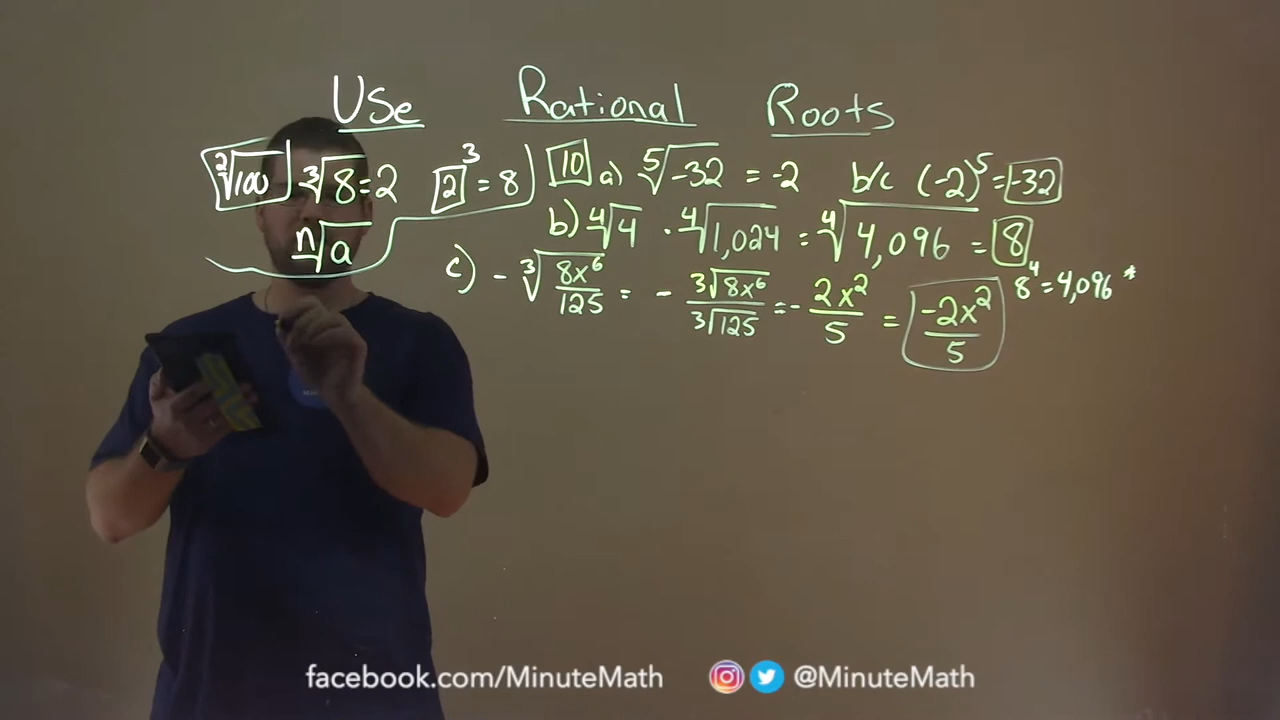 Use Rational Roots
²√100 ³√8 = 2 2³ = 8 10 a) ⁵√-32 = -2 b/c (-2)⁵ = -32
ⁿ√a b) ⁴√4 · ⁴√1,024 = ⁴√4,096 = 8
8⁴ = 4,096 *
c) - ³√(8x⁶/125) = - ³√8x⁶/³√125 = - 2x²/5 = -2x²/5
facebook.com/MinuteMath @MinuteMath